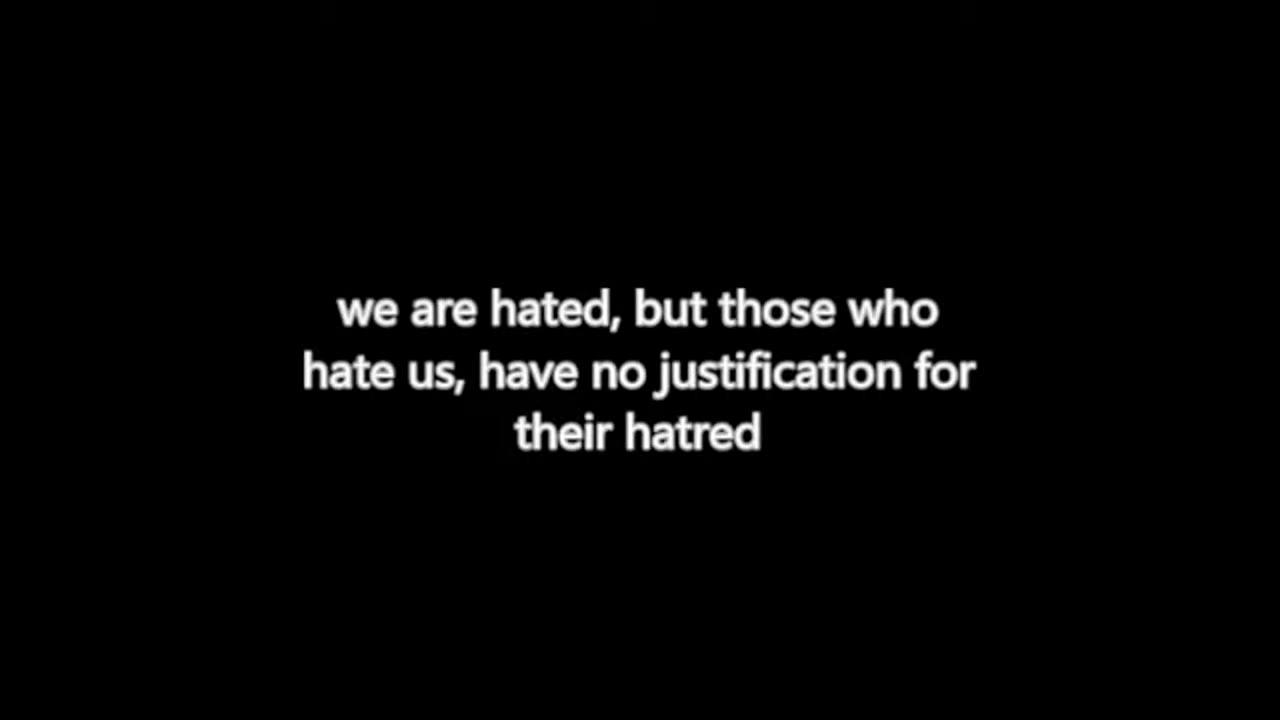 we are hated, but those who
hate us, have no justification for
their hatred